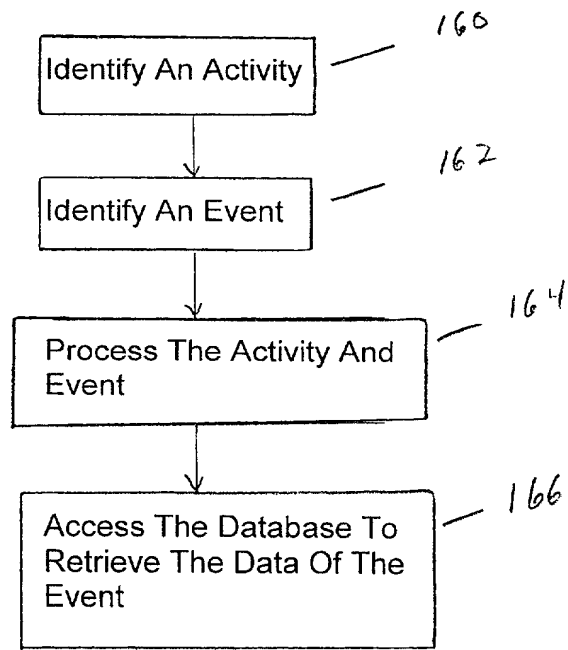 160
Identify An Activity
162
Identify An Event
164
Process The Activity And
Event
166
Access The Database To
Retrieve The Data Of The
Event